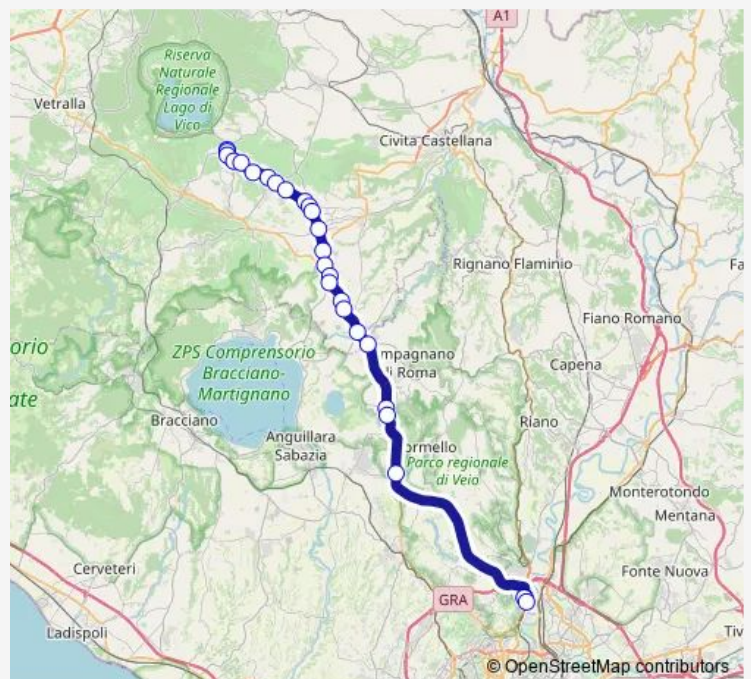 A1
Riserva
Naturale
Regionale
Lago di
Vico
Vetralla
Civita Castellana
Rignano Flaminio
Fa
Fiano Romano
orio
ate
ZPS Comprensorio
Bracciano-
Martignano
mpagnano
i Roma
Capena
Bracciano
Riano
Anguillara
Sabazia
ormello
Parco regionale
di Veio
Monterotondo
Mentana
Cerveteri
Fonte Nuova
GRA
Ladispoli
Tiv
© OpenStreetMap contributors